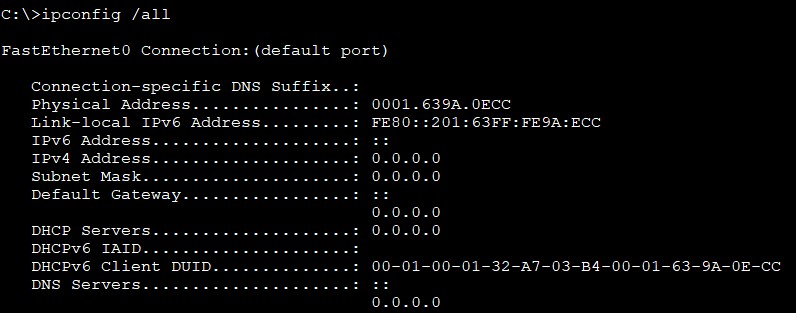 C:\>ipconfig /all
FastEthernet0 Connection:(default port)
Connection-specific DNS Suffix..:
Physical Address................: 0001.639A.0ECC
Link-local IPv6 Address.........: FE80::201:63FF:FE9A:ECC
IPv6 Address....................: ::
IPv4 Address....................: 0.0.0.0
Subnet Mask.....................: 0.0.0.0
Default Gateway.................: ::
0.0.0.0
DHCP Servers....................: 0.0.0.0
DHCPv6 IAID.....................:
DHCPv6 Client DUID..............: 00-01-00-01-32-A7-03-B4-00-01-63-9A-0E-CC
DNS Servers.....................: ::
0.0.0.0